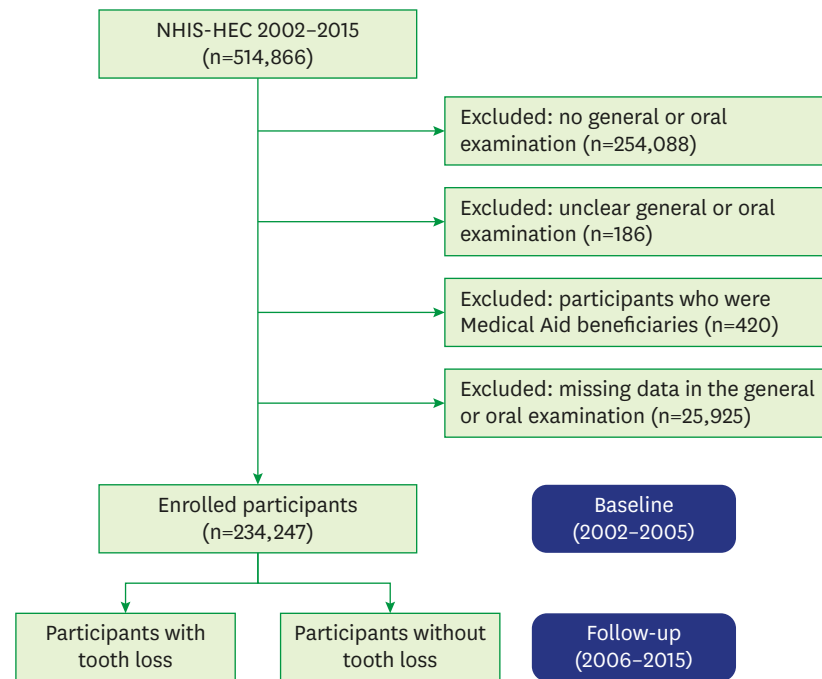 NHIS-HEC 2002–2015
(n=514,866)
Excluded: no general or oral
examination (n=254,088)
Excluded: unclear general or oral
examination (n=186)
Excluded: participants who were
Medical Aid beneficiaries (n=420)
Excluded: missing data in the general
or oral examination (n=25,925)
Enrolled participants
(n=234,247)
Baseline
(2002–2005)
Participants with
tooth loss
Participants without
tooth loss
Follow-up
(2006–2015)